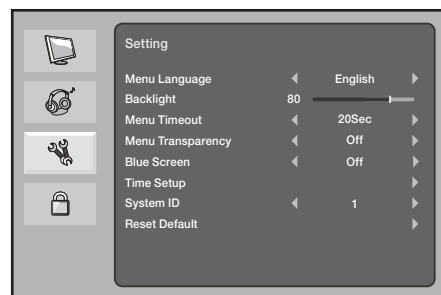 Setting
Menu Language English
Backlight 80
Menu Timeout 20Sec
Menu Transparency Off
Blue Screen Off
Time Setup
System ID 1
Reset Default